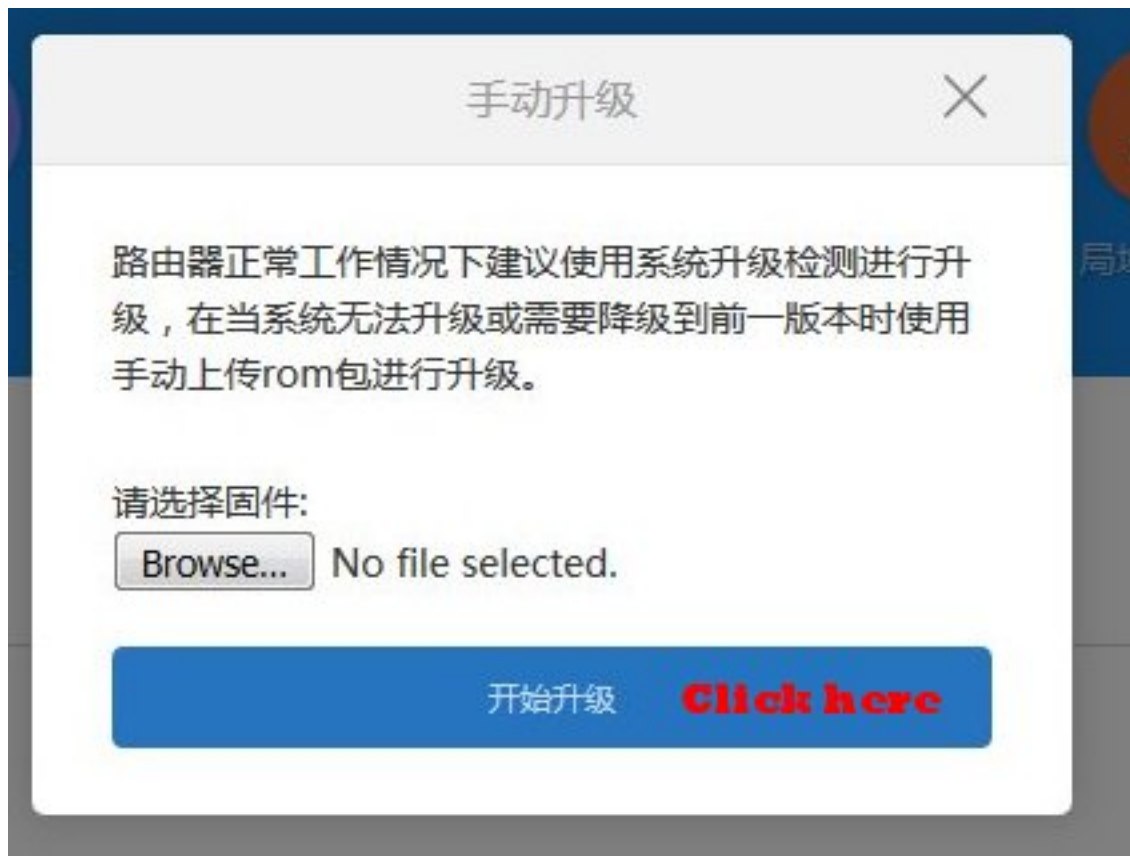 手动升级
路由器正常工作情况下建议使用系统升级检测进行升
级，在当系统无法升级或需要降级到前一版本时使用
手动上传rom包进行升级。
请选择固件:
Browse... No file selected.
开始升级 Click here
局